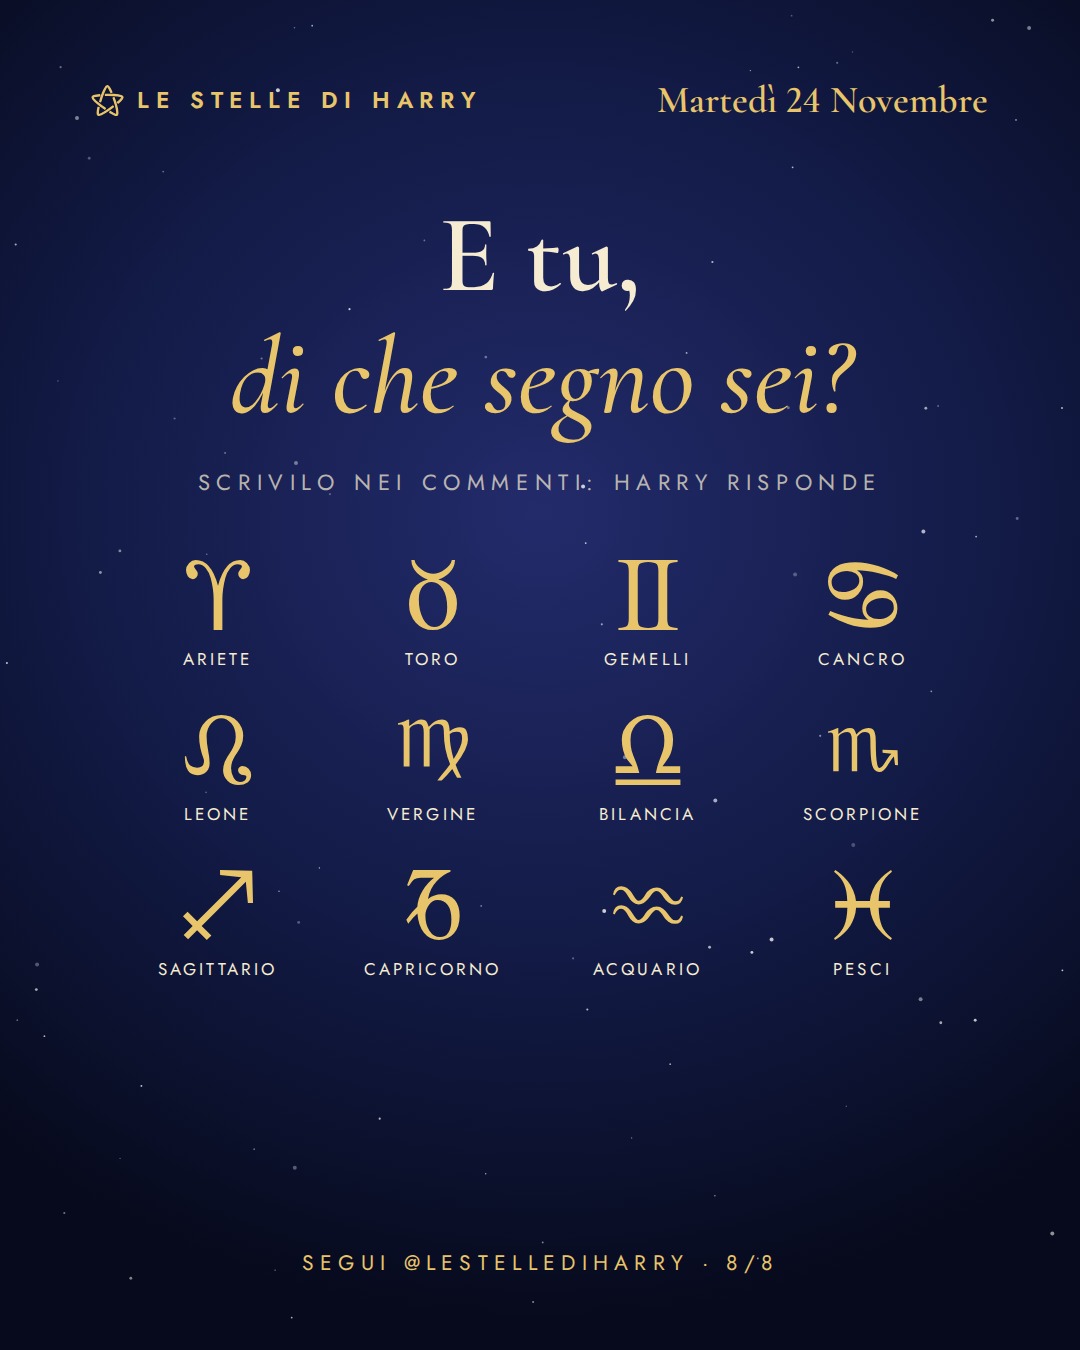 LE STELLE DI HARRY
Martedì 24 Novembre
E tu,
di che segno sei?
SCRIVILO NEI COMMENTI: HARRY RISPONDE
♈ ♉ ♊ ♋
ARIETE TORO GEMELLI CANCRO
♌ ♍ ♎ ♏
LEONE VERGINE BILANCIA SCORPIONE
♐ ♑ ♒ ♓
SAGITTARIO CAPRICORNO ACQUARIO PESCI
SEGUI @LESTELLEDIHARRY · 8/8